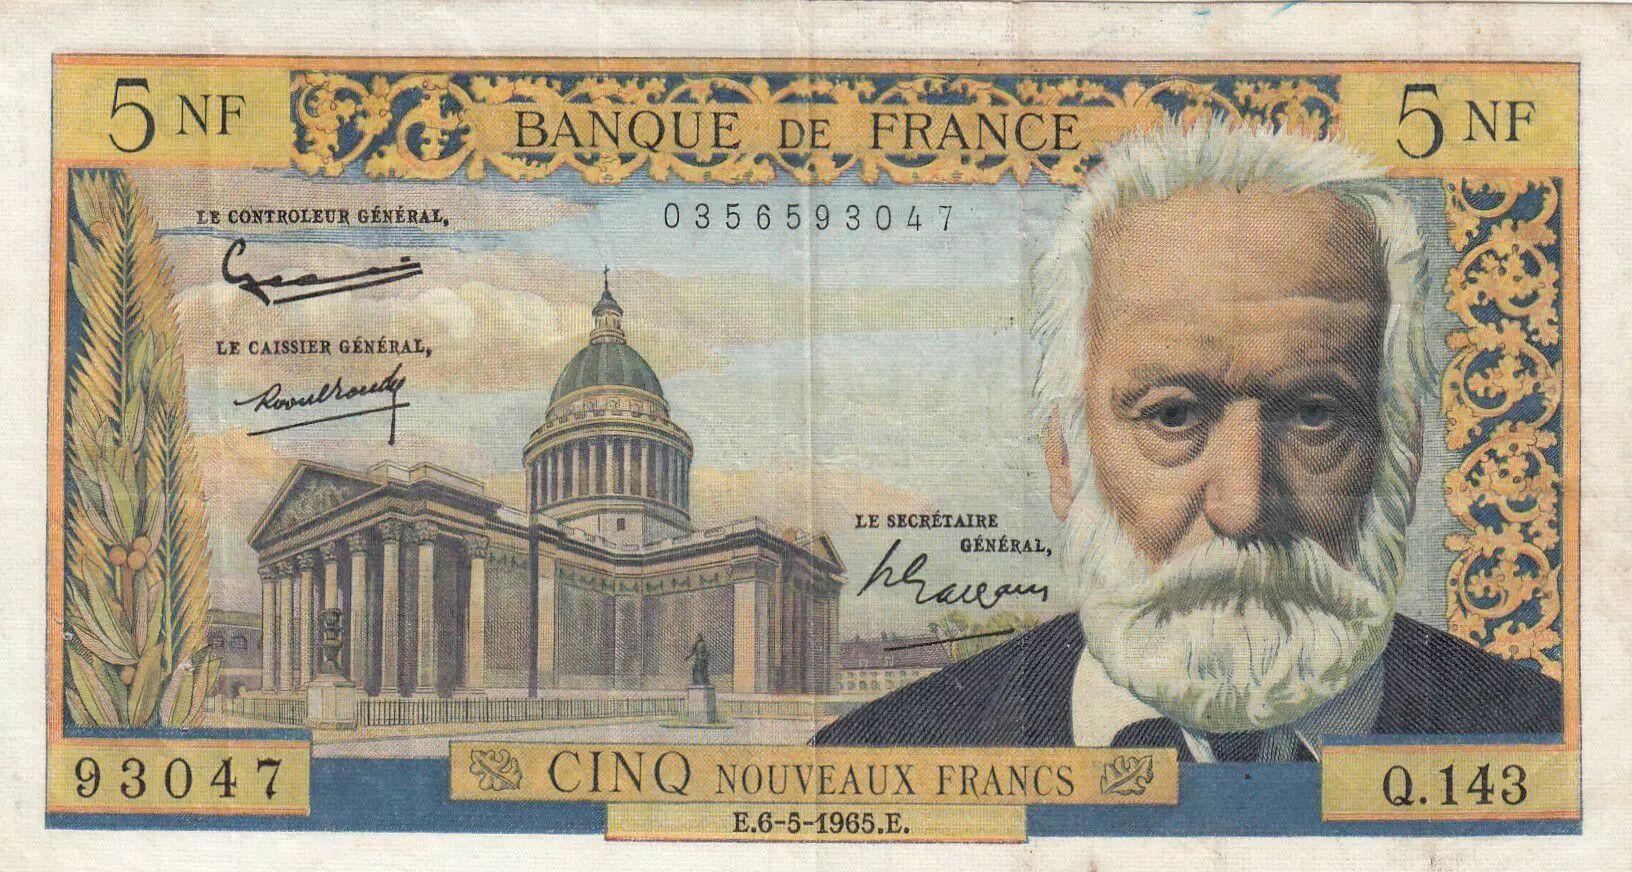 5 NF
BANQUE DE FRANCE
5 NF
LE CONTROLEUR GÉNÉRAL,
0356593047
LE CAISSIER GÉNÉRAL,
LE SECRÉTAIRE
GÉNÉRAL,
93047
CINQ NOUVEAUX FRANCS
Q.143
E.6-5-1965.E.